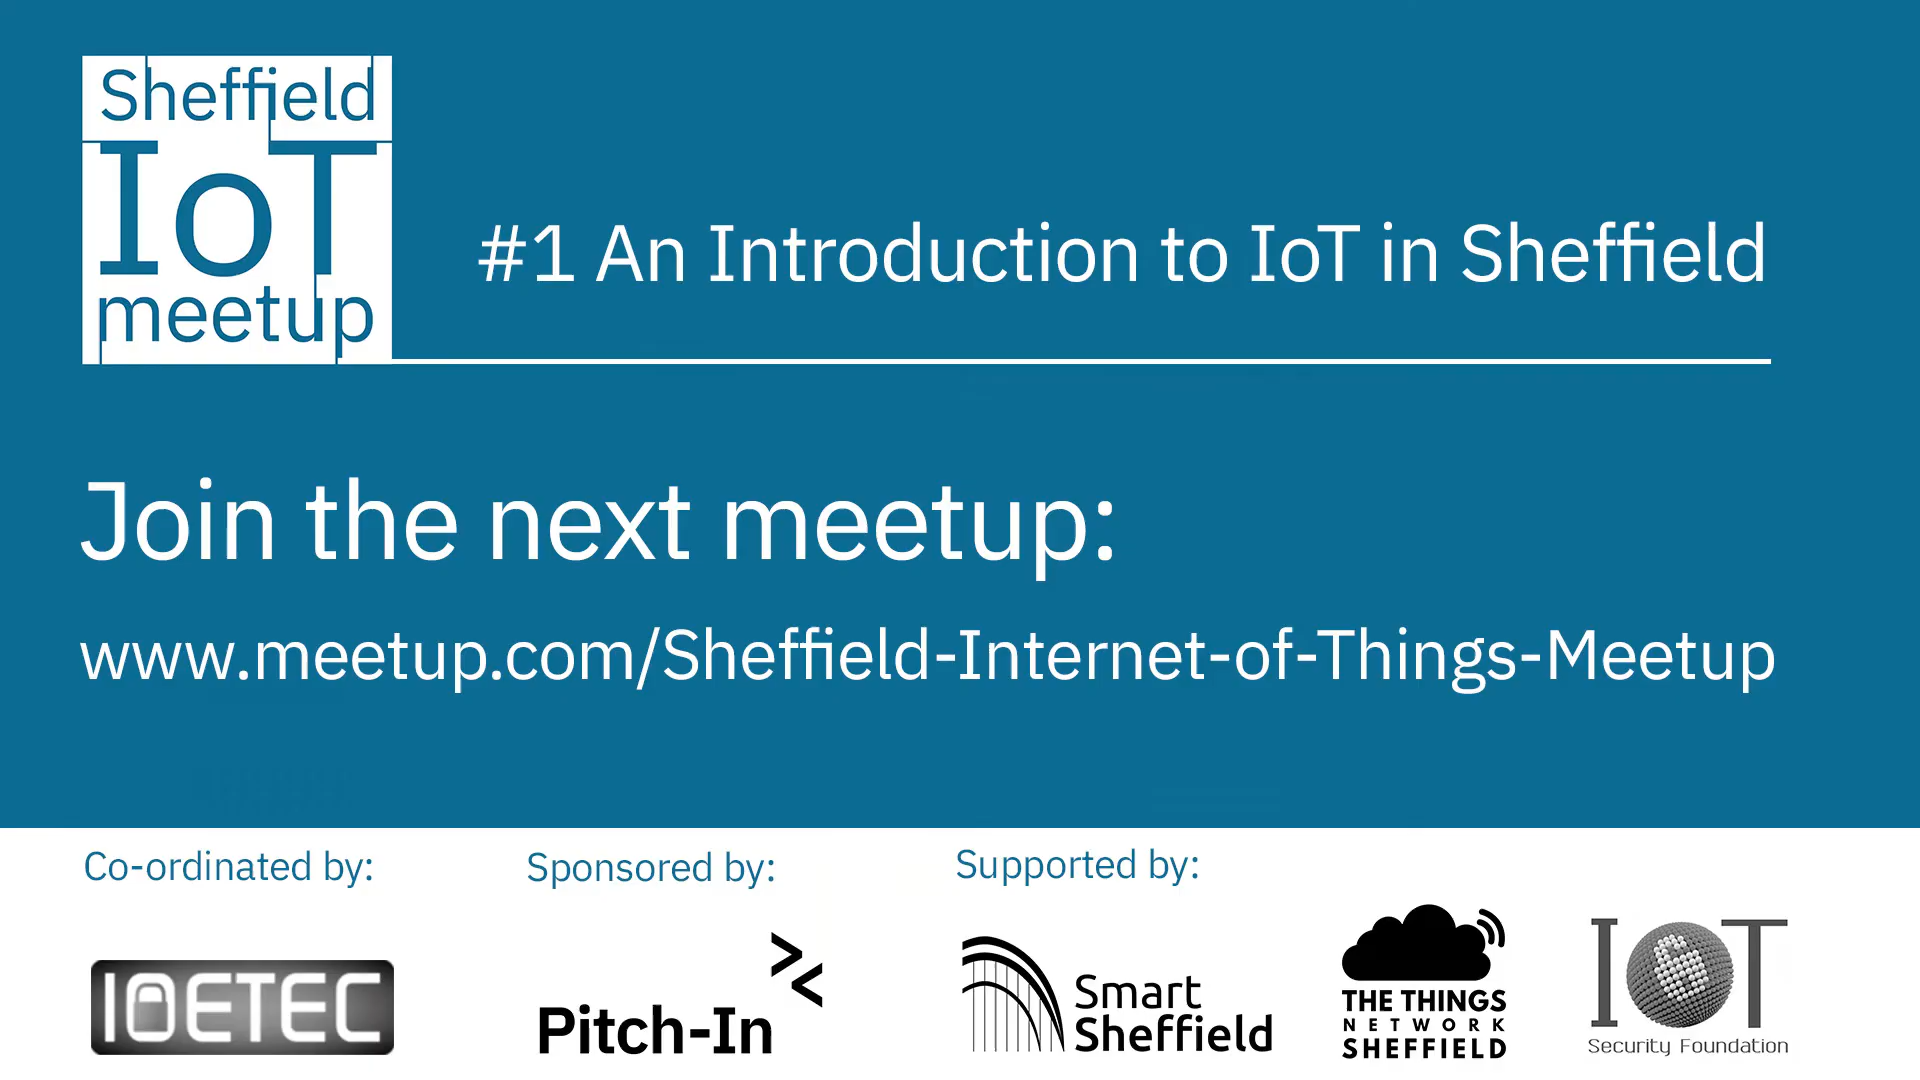 Sheffield
IoT
meetup
#1 An Introduction to IoT in Sheffield
Join the next meetup:
www.meetup.com/Sheffield-Internet-of-Things-Meetup
Co-ordinated by:
Sponsored by:
Supported by:
IOETEC
Pitch-In
Smart
Sheffield
THE THINGS
NETWORK
SHEFFIELD
IOT
Security Foundation